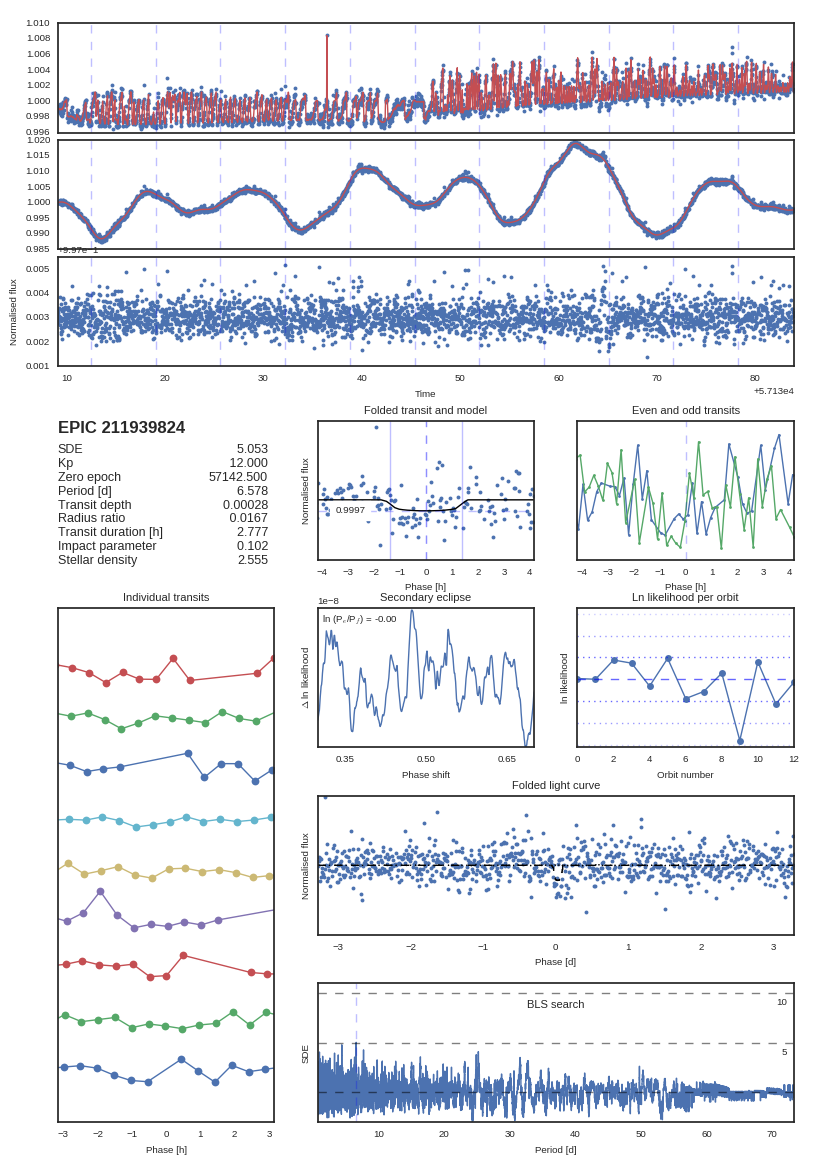 1.010
1.008
1.006
1.004
1.002
1.000
0.998
0.996
1.020
1.015
1.010
1.005
1.000
0.995
0.990
0.985
+9.97e−1
0.005
0.004
0.003
0.002
0.001
Normalised flux
10 20 30 40 50 60 70 80
Time
+5.713e4
EPIC 211939824
SDE 5.053
Kp 12.000
Zero epoch 57142.500
Period [d] 6.578
Transit depth 0.00028
Radius ratio 0.0167
Transit duration [h] 2.777
Impact parameter 0.102
Stellar density 2.555
Folded transit and model
Normalised flux
0.9997
−4 −3 −2 −1 0 1 2 3 4
Phase [h]
Even and odd transits
−4 −3 −2 −1 0 1 2 3 4
Phase [h]
Individual transits
−3 −2 −1 0 1 2 3
Phase [h]
Secondary eclipse
1e−8
ln (Pₑ/P_f) = -0.00
Δ ln likelihood
0.35 0.50 0.65
Phase shift
Ln likelihood per orbit
ln likelihood
0 2 4 6 8 10 12
Orbit number
Folded light curve
Normalised flux
−3 −2 −1 0 1 2 3
Phase [d]
BLS search
10
5
SDE
10 20 30 40 50 60 70
Period [d]